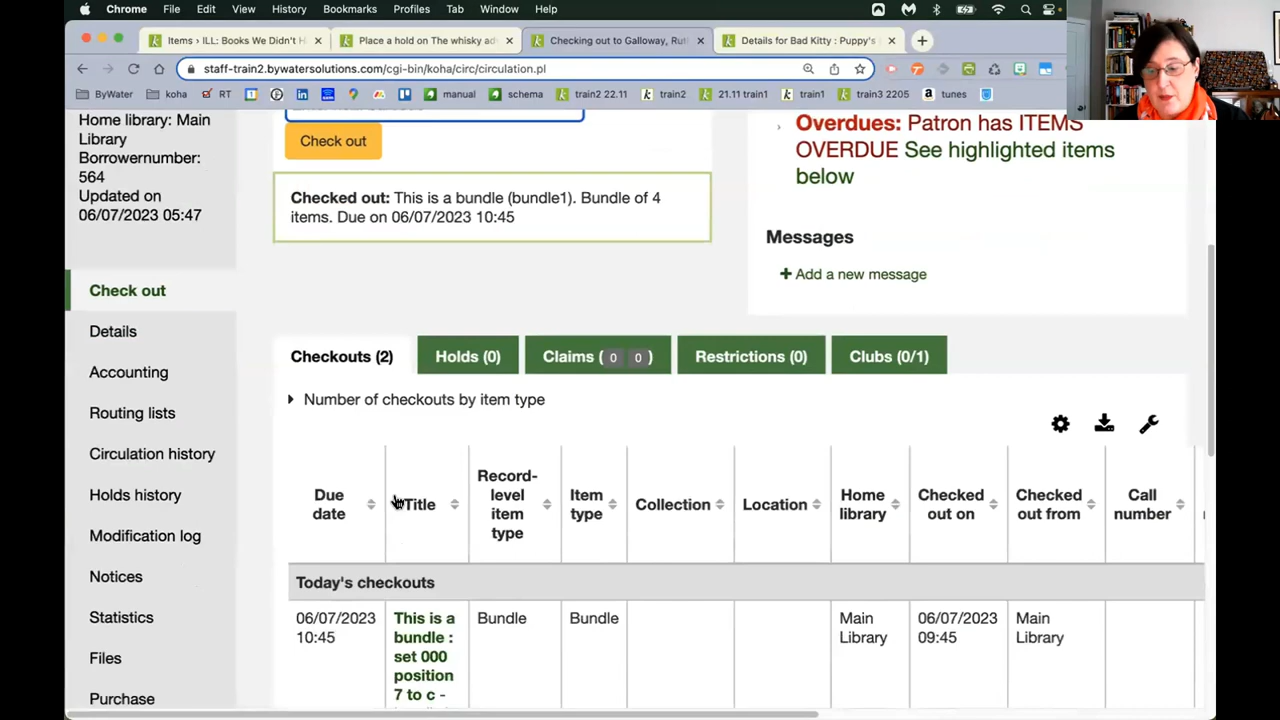 Chrome File Edit View History Bookmarks Profiles Tab Window Help
Items › ILL: Books We Didn't H
Place a hold on The whisky ad
Checking out to Galloway, Rut
Details for Bad Kitty : Puppy's
staff-train2.bywatersolutions.com/cgi-bin/koha/circ/circulation.pl
ByWater koha RT manual schema train2 22.11 train2 21.11 train1 train1 train3 2205 tunes
Home library: Main
Library
Borrowernumber:
564
Updated on
06/07/2023 05:47
Check out
Details
Accounting
Routing lists
Circulation history
Holds history
Modification log
Notices
Statistics
Files
Purchase
Check out
Checked out: This is a bundle (bundle1). Bundle of 4
items. Due on 06/07/2023 10:45
Overdues: Patron has ITEMS
OVERDUE See highlighted items
below
Messages
+ Add a new message
Checkouts (2) Holds (0) Claims ( 0 0 ) Restrictions (0) Clubs (0/1)
Number of checkouts by item type
Due
date
Title
Record-
level
item
type
Item
type
Collection
Location
Home
library
Checked
out on
Checked
out from
Call
number
Today's checkouts
06/07/2023
10:45
This is a
bundle :
set 000
position
7 to c -
Bundle
Bundle
Main
Library
06/07/2023
09:45
Main
Library